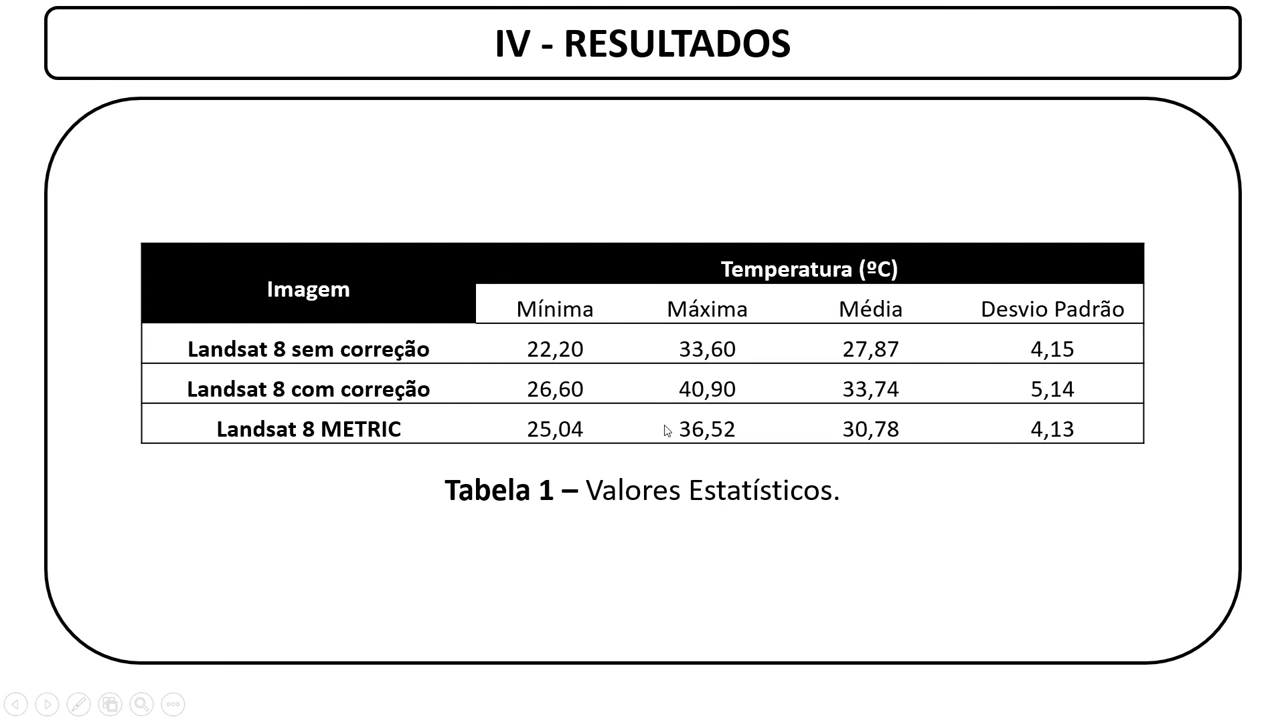 IV - RESULTADOS
Imagem
Temperatura (ºC)
Mínima Máxima Média Desvio Padrão
Landsat 8 sem correção 22,20 33,60 27,87 4,15
Landsat 8 com correção 26,60 40,90 33,74 5,14
Landsat 8 METRIC 25,04 36,52 30,78 4,13
Tabela 1 – Valores Estatísticos.